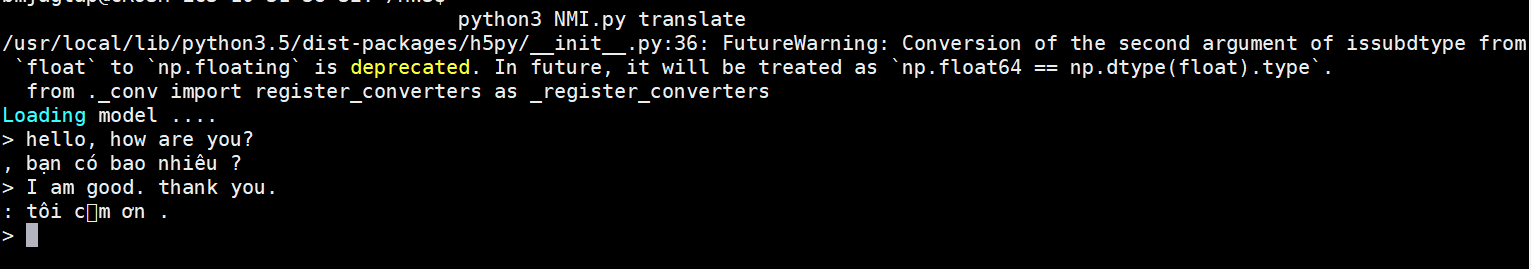 python3 NMI.py translate
/usr/local/lib/python3.5/dist-packages/h5py/__init__.py:36: FutureWarning: Conversion of the second argument of issubdtype from
`float` to `np.floating` is deprecated. In future, it will be treated as `np.float64 == np.dtype(float).type`.
from ._conv import register_converters as _register_converters
Loading model ....
> hello, how are you?
, bạn có bao nhiêu ?
> I am good. thank you.
: tôi c▯m ơn .
>